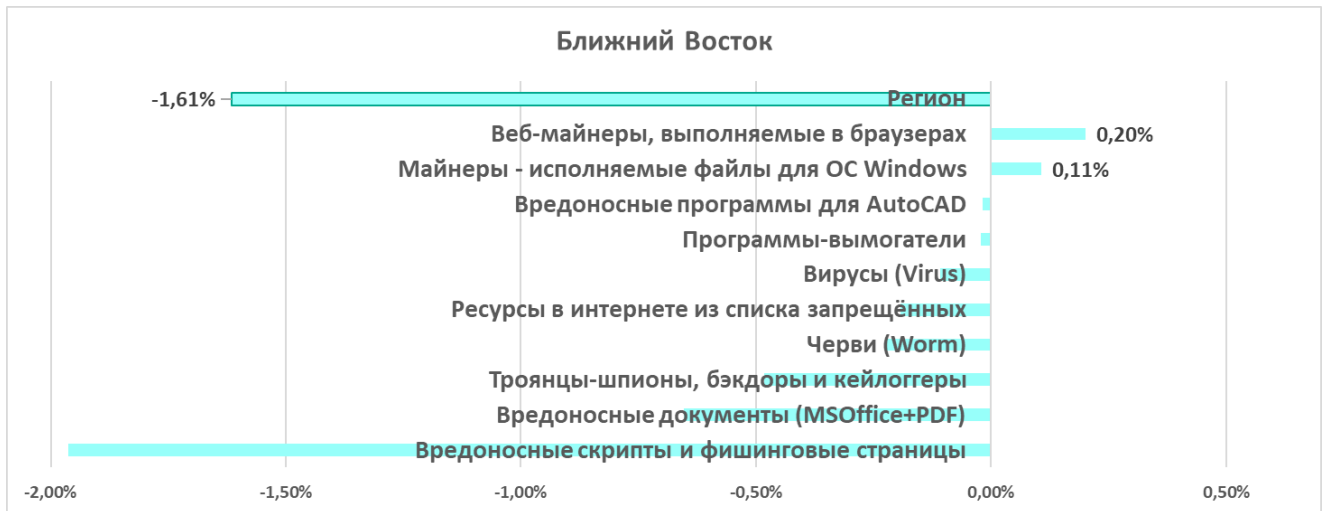 Ближний Восток
-1,61% Регион
Веб-майнеры, выполняемые в браузерах 0,20%
Майнеры - исполняемые файлы для ОС Windows 0,11%
Вредоносные программы для AutoCAD
Программы-вымогатели
Вирусы (Virus)
Ресурсы в интернете из списка запрещённых
Черви (Worm)
Троянцы-шпионы, бэкдоры и кейлоггеры
Вредоносные документы (MSOffice+PDF)
Вредоносные скрипты и фишинговые страницы
-2,00% -1,50% -1,00% -0,50% 0,00% 0,50%